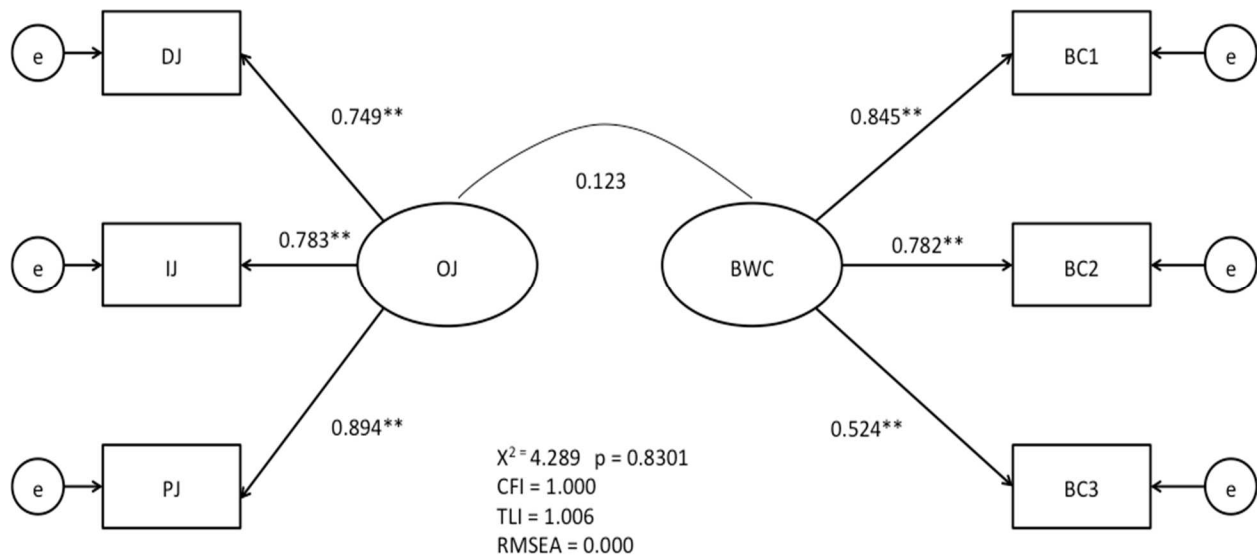 e
DJ
BC1
e
0.749**
0.845**
0.123
e
IJ
0.783**
OJ
BWC
0.782**
BC2
e
0.894**
0.524**
e
PJ
BC3
e
X² = 4.289 p = 0.8301
CFI = 1.000
TLI = 1.006
RMSEA = 0.000